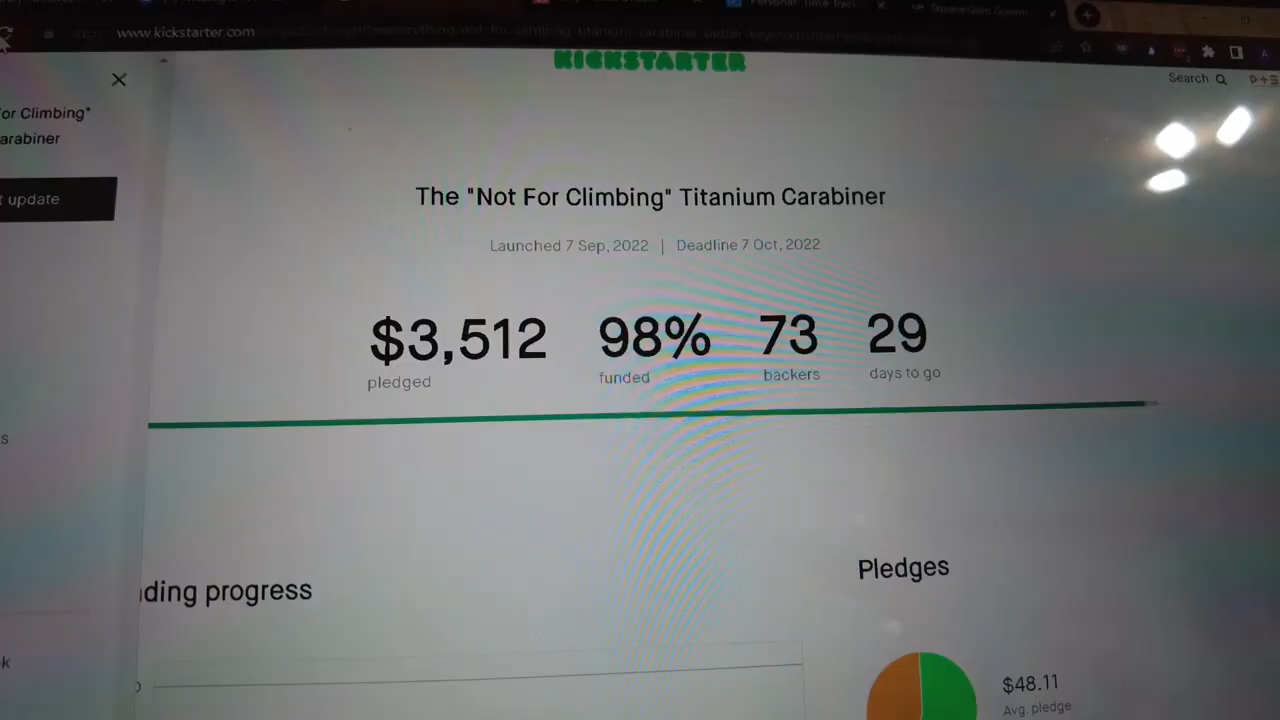 www.kickstarter.com
KICKSTARTER
Search
or Climbing"
arabiner
t update
The "Not For Climbing" Titanium Carabiner
Launched 7 Sep, 2022 | Deadline 7 Oct, 2022
$3,512 98% 73 29
pledged funded backers days to go
s
ding progress
Pledges
k
$48.11
Avg. pledge